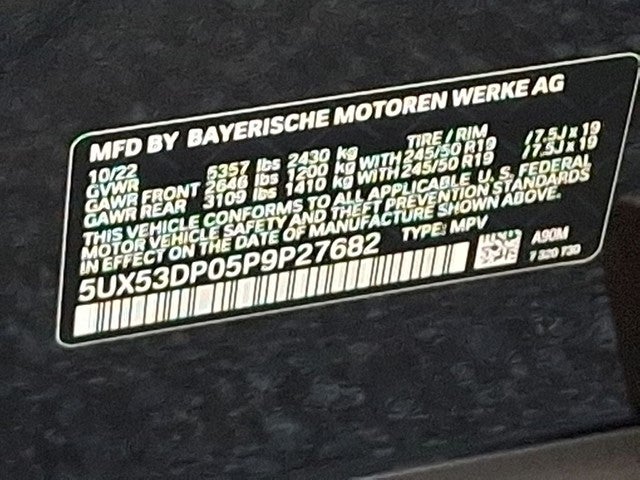 MFD BY BAYERISCHE MOTOREN WERKE AG
10/22 5357 lbs 2430 kg TIRE / RIM
GVWR
GAWR FRONT 2646 lbs 1200 kg WITH 245/50 R19 /7.5J x 19
GAWR REAR 3109 lbs 1410 kg WITH 245/50 R19 /7.5J x 19
THIS VEHICLE CONFORMS TO ALL APPLICABLE U. S. FEDERAL
MOTOR VEHICLE SAFETY AND THEFT PREVENTION STANDARDS
IN EFFECT ON THE DATE OF MANUFACTURE SHOWN ABOVE.
5UX53DP05P9P27682 TYPE: MPV
A90M
7 320 730